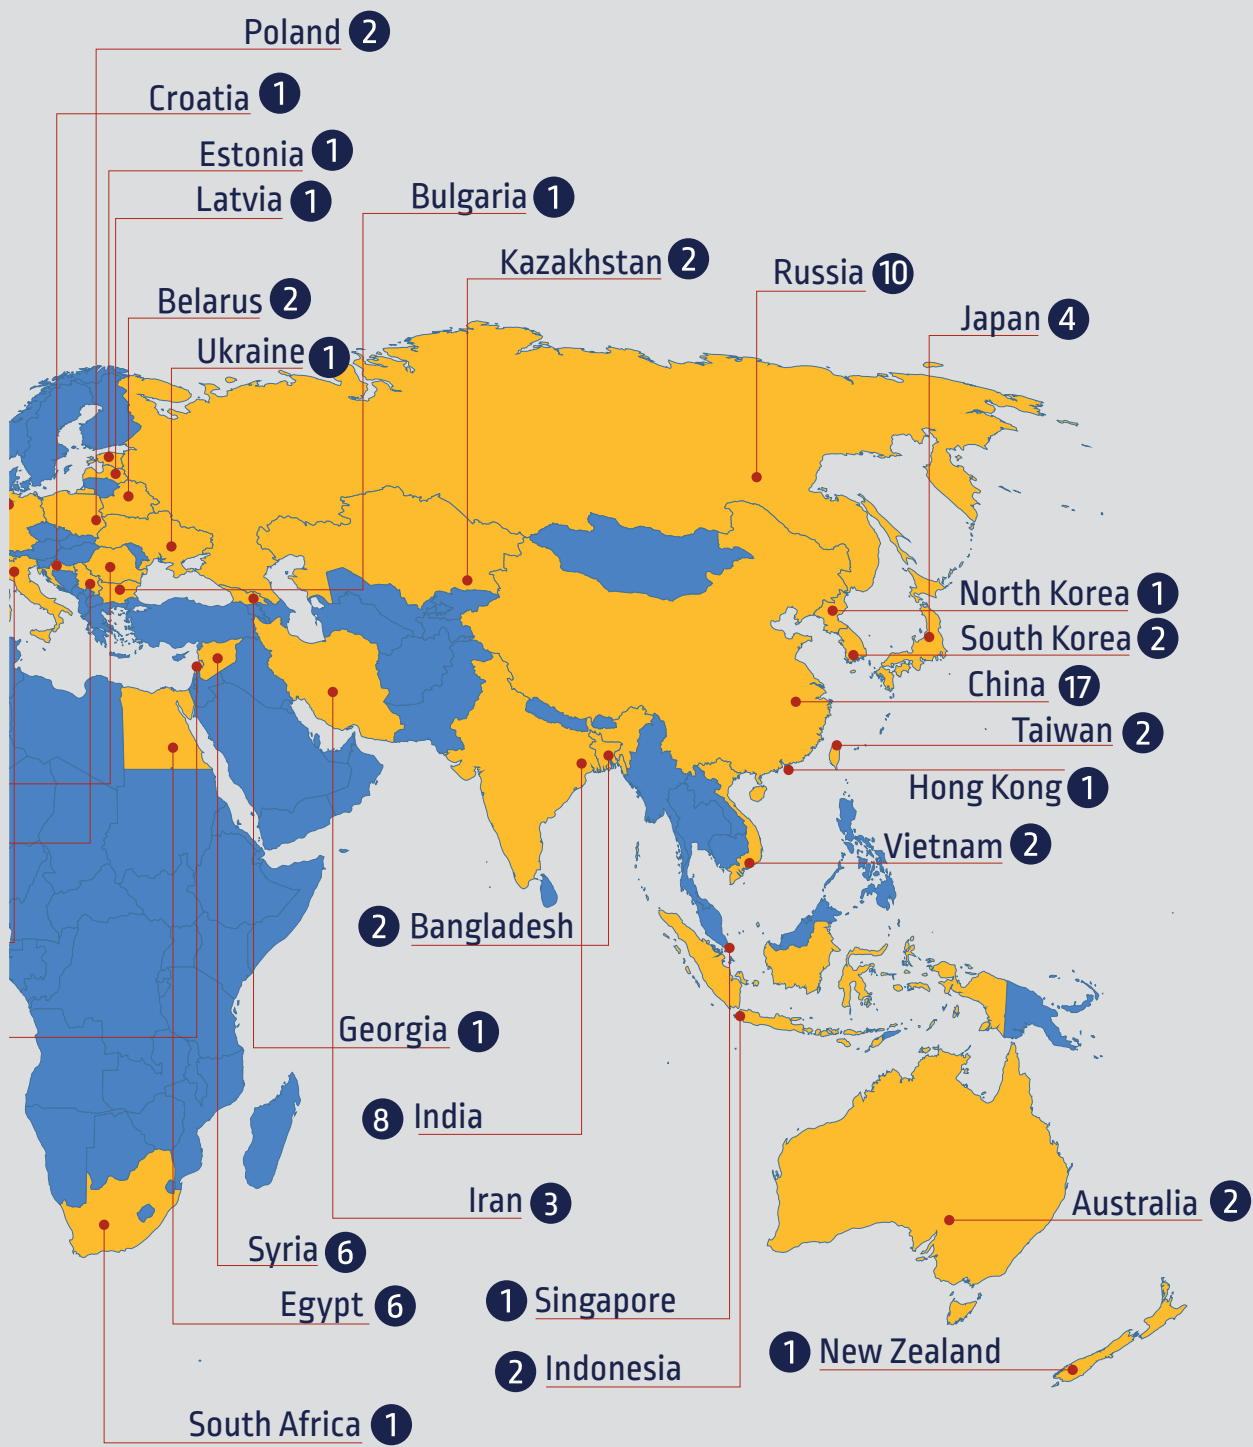 Poland 2
Croatia 1
Estonia 1
Latvia 1
Bulgaria 1
Kazakhstan 2
Russia 10
Belarus 2
Japan 4
Ukraine 1
North Korea 1
South Korea 2
China 17
Taiwan 2
Hong Kong 1
Vietnam 2
2 Bangladesh
Georgia 1
8 India
Iran 3
Australia 2
Syria 6
Egypt 6
1 Singapore
1 New Zealand
2 Indonesia
South Africa 1